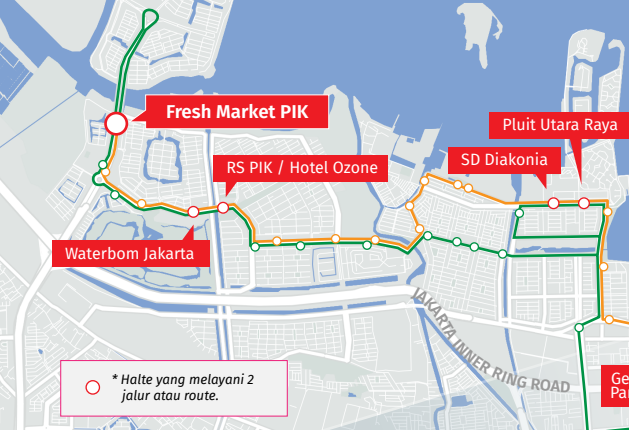 Fresh Market PIK
Pluit Utara Raya
SD Diakonia
RS PIK / Hotel Ozone
Waterbom Jakarta
JAKARTA INNER RING ROAD
* Halte yang melayani 2
jalur atau route.